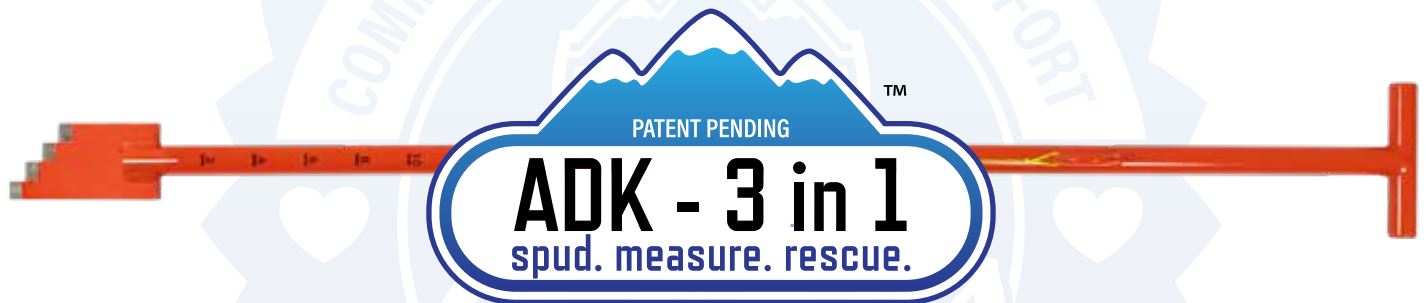 PATENT PENDING
ADK - 3 in 1
spud. measure. rescue.
TM